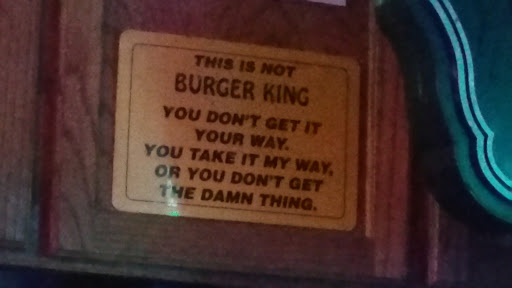 THIS IS NOT
BURGER KING
YOU DON'T GET IT
YOUR WAY.
YOU TAKE IT MY WAY,
OR YOU DON'T GET
THE DAMN THING.